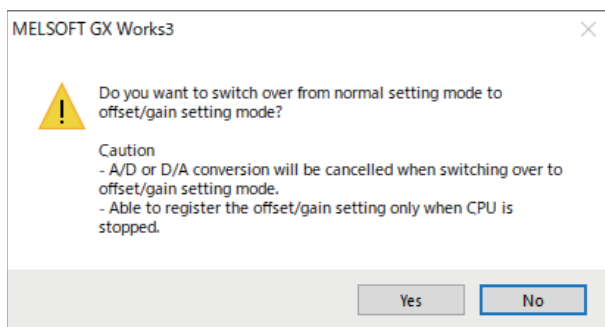 MELSOFT GX Works3
Do you want to switch over from normal setting mode to
offset/gain setting mode?
Caution
- A/D or D/A conversion will be cancelled when switching over to
offset/gain setting mode.
- Able to register the offset/gain setting only when CPU is
stopped.
Yes
No